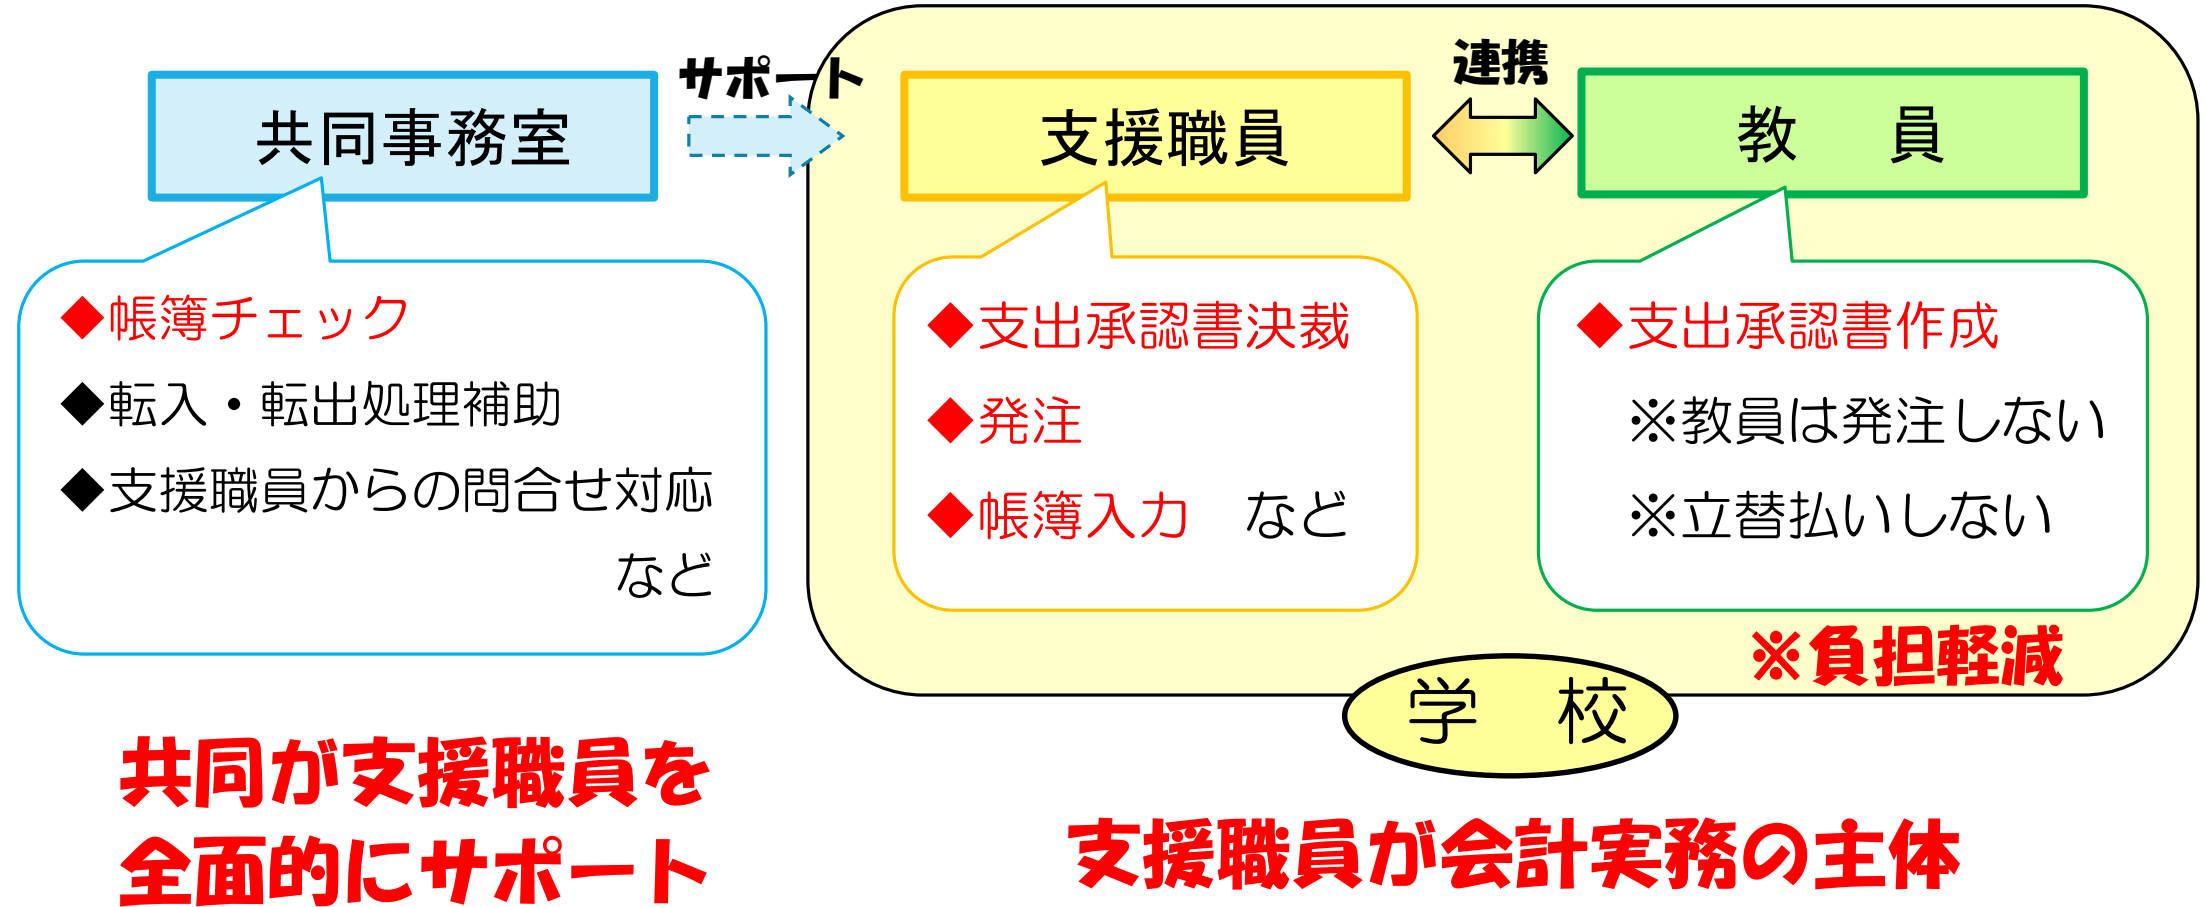 共同事務室
サポート
支援職員
連携
教　員
◆帳簿チェック
◆転入・転出処理補助
◆支援職員からの問合せ対応
など
◆支出承認書決裁
◆発注
◆帳簿入力　など
◆支出承認書作成
※教員は発注しない
※立替払いしない
※負担軽減
学　校
共同が支援職員を
全面的にサポート
支援職員が会計実務の主体